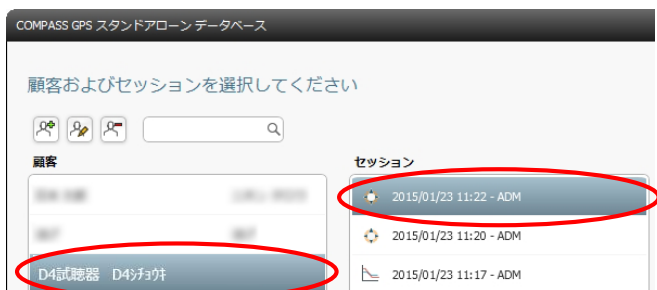 COMPASS GPS スタンドアローン データベース
顧客およびセッションを選択してください
顧客
セッション
2015/01/23 11:22 - ADM
2015/01/23 11:20 - ADM
D4試聴器 D4シチョウキ
2015/01/23 11:17 - ADM